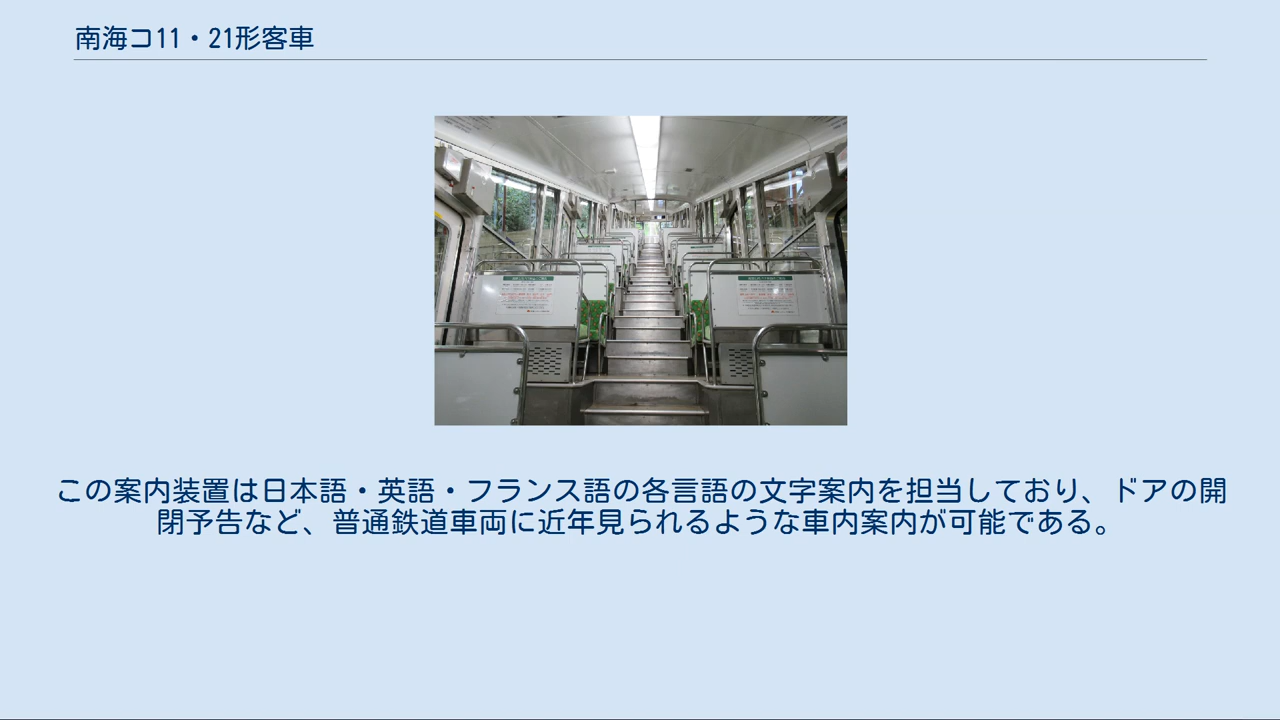 南海コ11・21形客車
この案内装置は日本語・英語・フランス語の各言語の文字案内を担当しており、ドアの開
閉予告など、普通鉄道車両に近年見られるような車内案内が可能である。